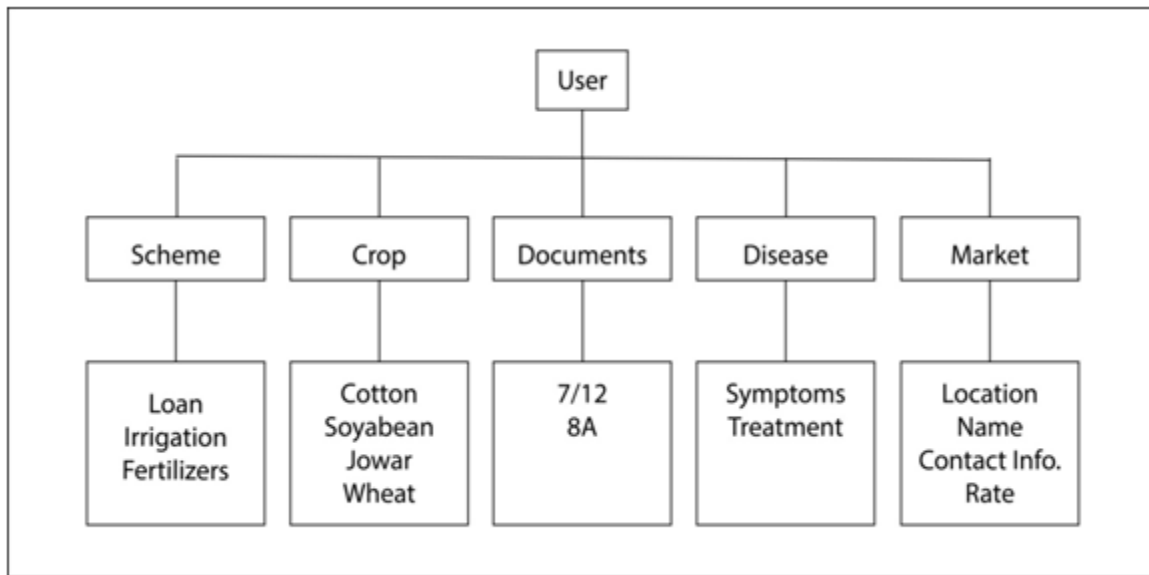 User
Scheme
Crop
Documents
Disease
Market
Loan
Irrigation
Fertilizers
Cotton
Soyabean
Jowar
Wheat
7/12
8A
Symptoms
Treatment
Location
Name
Contact Info.
Rate